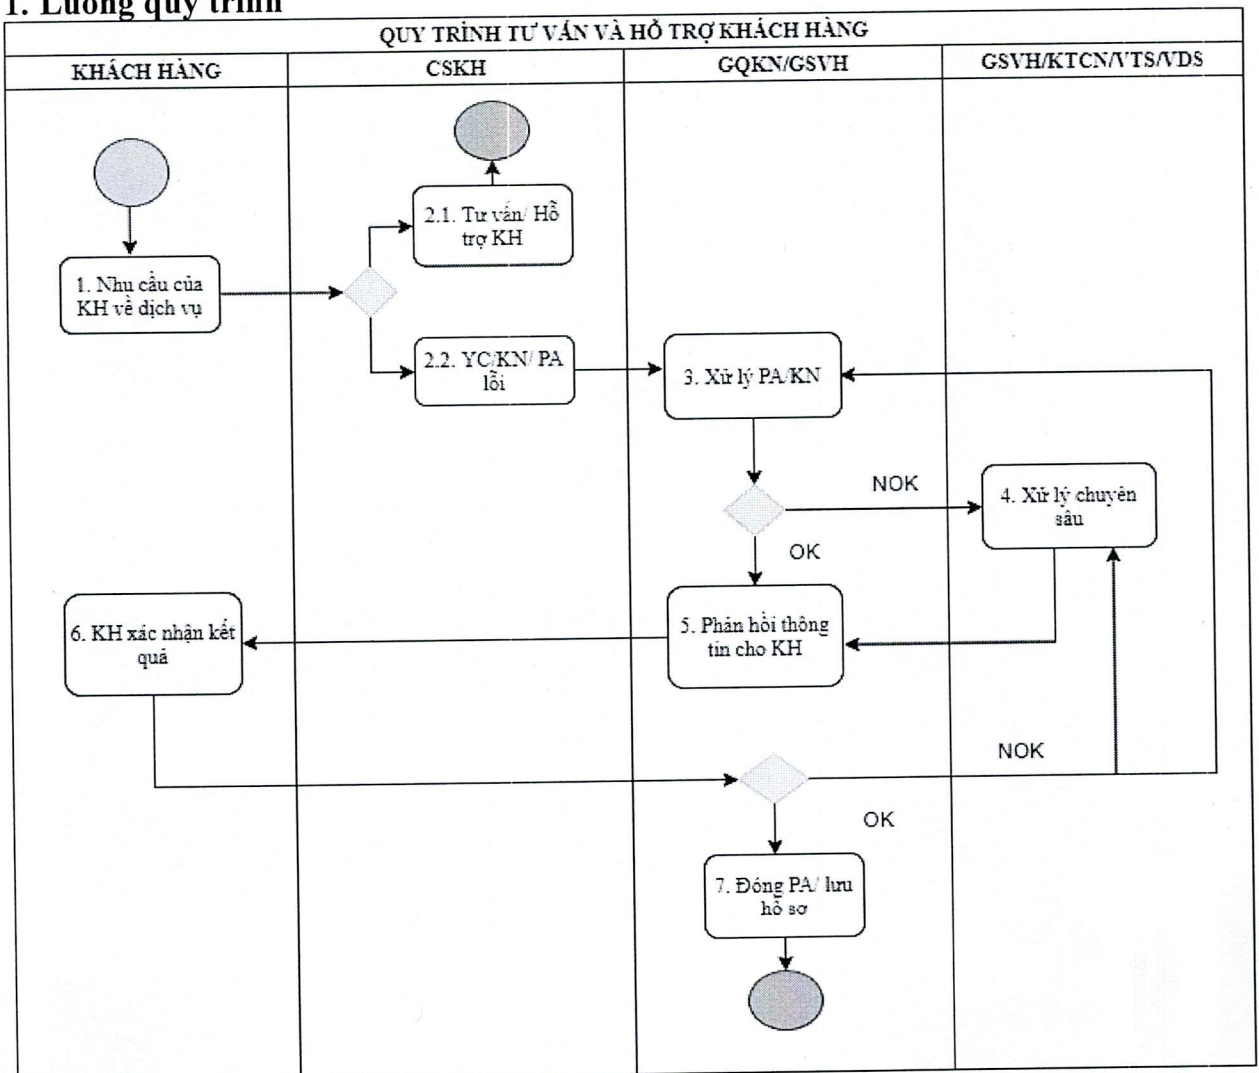 1. Luồng quy trình
QUY TRÌNH TƯ VẤN VÀ HỖ TRỢ KHÁCH HÀNG
KHÁCH HÀNG
CSKH
GQKN/GSVH
GSVH/KTCN/VTS/VDS
2.1. Tư vấn/ Hỗ
trợ KH
1. Nhu cầu của
KH về dịch vụ
2.2. YC/KN/ PA
lỗi
3. Xử lý PA/KN
NOK
4. Xử lý chuyên
sâu
OK
5. Phản hồi thông
tin cho KH
6. KH xác nhận kết
quả
NOK
OK
7. Đóng PA/ lưu
hồ sơ